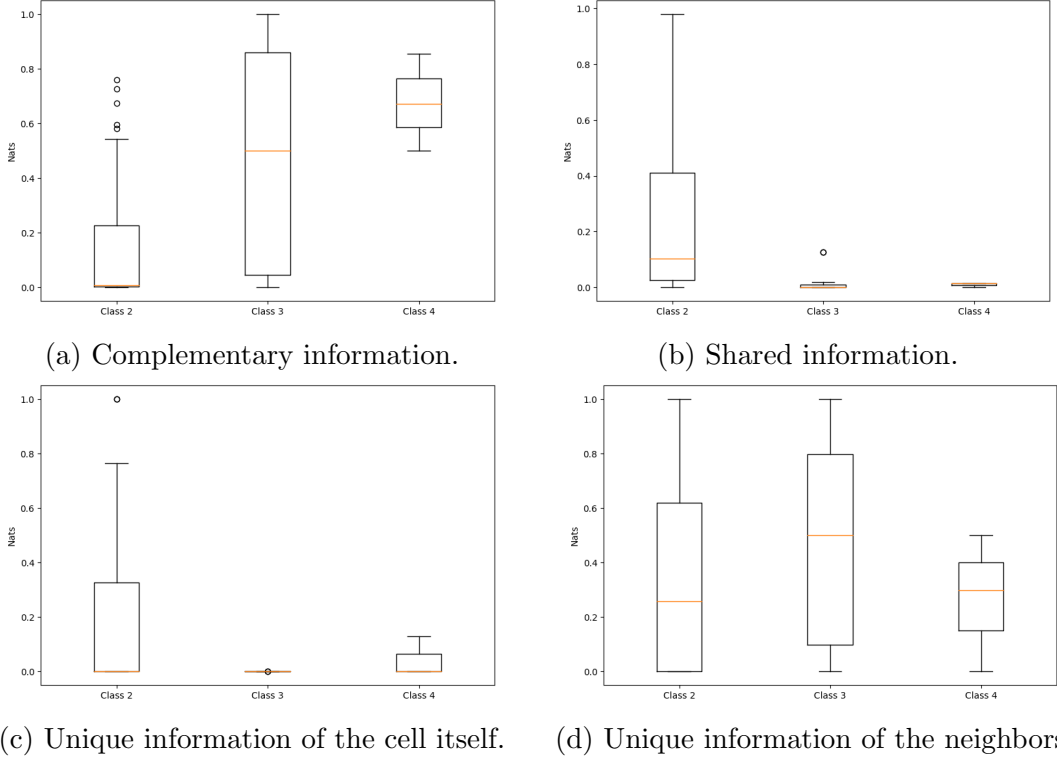 1.0
0.8
0.6
0.4
0.2
0.0
Nats
Class 2 Class 3 Class 4
(a) Complementary information.
1.0
0.8
0.6
0.4
0.2
0.0
Nats
Class 2 Class 3 Class 4
(b) Shared information.
1.0
0.8
0.6
0.4
0.2
0.0
Nats
Class 2 Class 3 Class 4
(c) Unique information of the cell itself.
1.0
0.8
0.6
0.4
0.2
0.0
Nats
Class 2 Class 3 Class 4
(d) Unique information of the neighbors